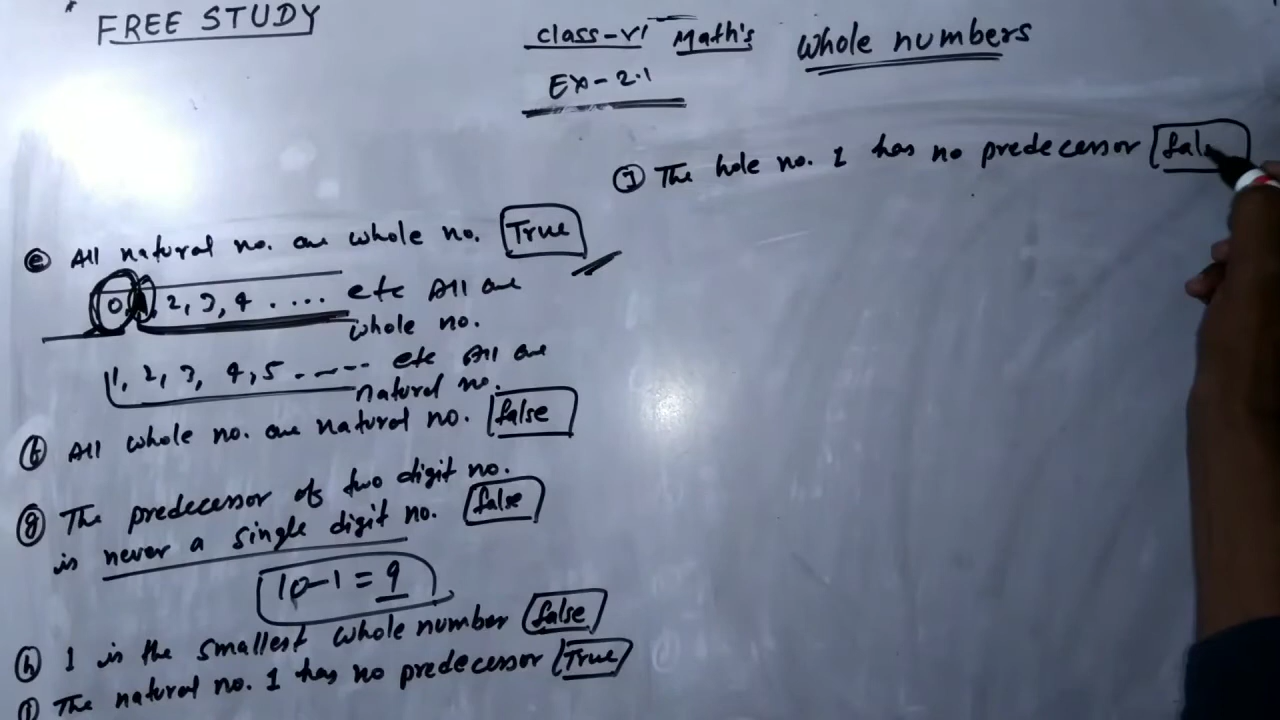 FREE STUDY
class-VI Math's Whole numbers
Ex-2.1
(e) All natural no. are whole no. True
0, 1, 2, 3, 4 ..... etc All are
whole no.
1, 2, 3, 4, 5 ..... etc All are
natural no.
(f) All whole no. are natural no. false
(g) The predecessor of two digit no.
is never a single digit no. false
10-1 = 9
(h) 1 is the smallest whole number false
(i) The natural no. 1 has no predecessor True
(J) The hole no. 1 has no predecessor fals